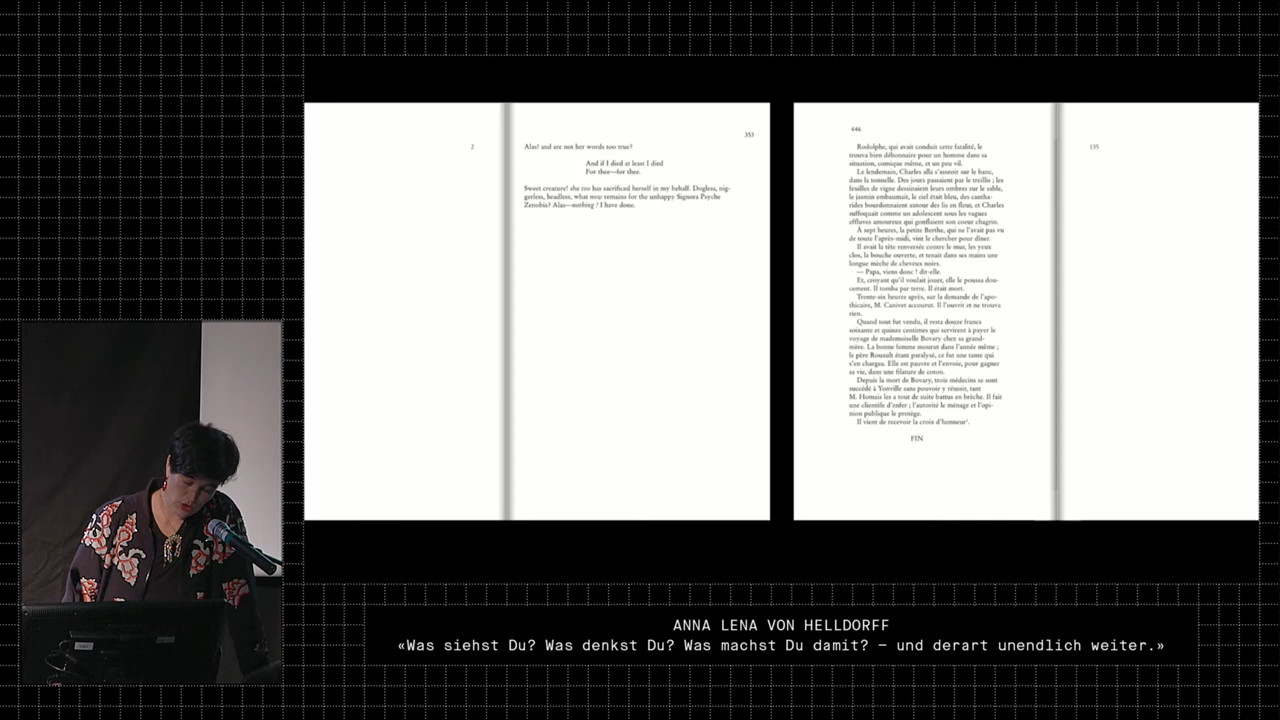 2
353
Alas! and are not her words too true?
And if I died at least I died
For thee—for thee.
Sweet creature! she too has sacrificed herself in my behalf. Dogless, nig-
gerless, headless, what now remains for the unhappy Signora Psyche
Zenobia? Alas—nothing! I have done.
446
Rodolphe, qui avait conduit cette fatalité, le
trouva bien débonnaire pour un homme dans sa
situation, comique même, et un peu vil.
Le lendemain, Charles alla s'asseoir sur le banc,
dans la tonnelle. Des jours passaient par le treillis ; les
feuilles de vigne dessinaient leurs ombres sur le sable,
le jasmin embaumait, le ciel était bleu, des cantha-
rides bourdonnaient autour des lis en fleur, et Charles
suffoquait comme un adolescent sous les vagues
effluves amoureux qui gonflaient son cœur chagrin.
À sept heures, la petite Berthe, qui ne l'avait pas vu
de toute l'après-midi, vint le chercher pour dîner.
Il avait la tête renversée contre le mur, les yeux
clos, la bouche ouverte, et tenait dans ses mains une
longue mèche de cheveux noirs.
— Papa, viens donc ! dit-elle.
Et, croyant qu'il voulait jouer, elle le poussa dou-
cement. Il tomba par terre. Il était mort.
Trente-six heures après, sur la demande de l'apo-
thicaire, M. Canivet accourut. Il l'ouvrit et ne trouva
rien.
Quand tout fut vendu, il resta douze francs
soixante et quinze centimes qui servirent à payer le
voyage de mademoiselle Bovary chez sa grand-
mère. La bonne femme mourut dans l'année même ;
le père Rouault étant paralysé, ce fut une tante qui
s'en chargea. Elle est pauvre et l'envoie, pour gagner
sa vie, dans une filature de coton.
Depuis la mort de Bovary, trois médecins se sont
succédé à Yonville sans pouvoir y réussir, tant
M. Homais les a tout de suite battus en brèche. Il fait
une clientèle d'enfer ; l'autorité le ménage et l'opi-
nion publique le protège.
Il vient de recevoir la croix d'honneur¹.
FIN
135
ANNA LENA VON HELLDORFF
«Was siehst Du? Was denkst Du? Was machst Du damit? – und derart unendlich weiter.»